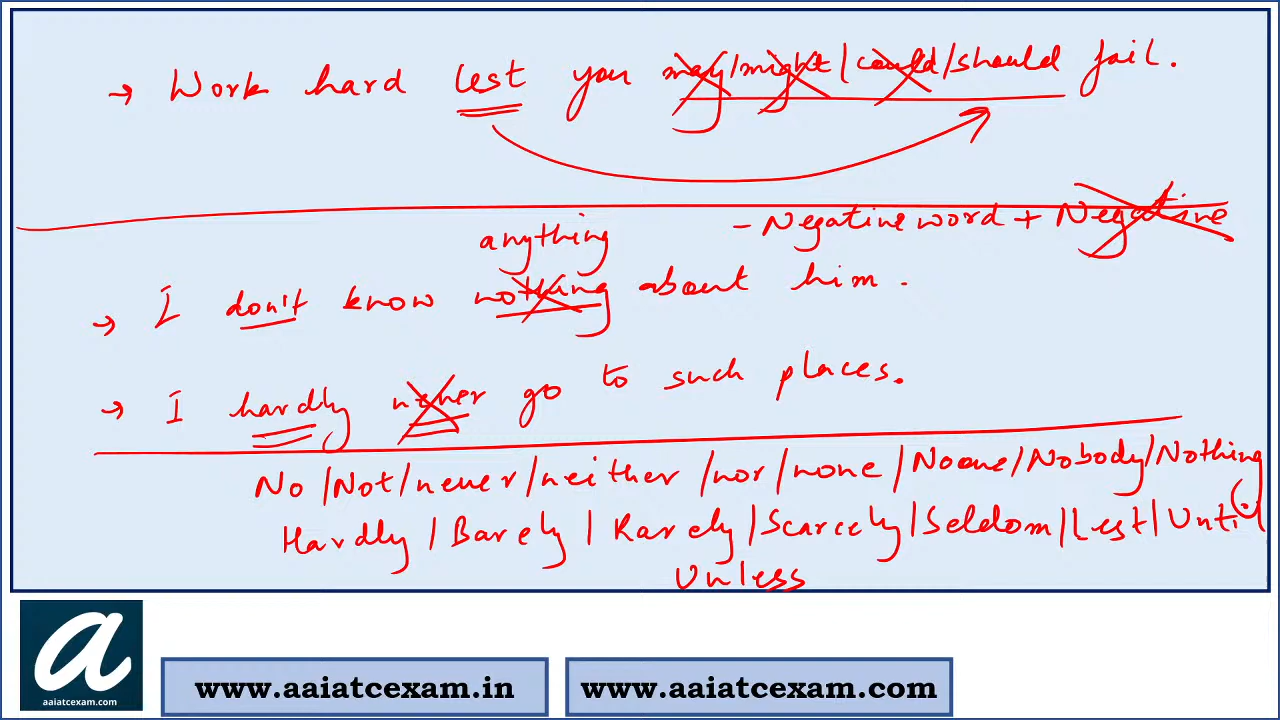 → Work hard lest you may/might/could/should fail.
- Negative word + Negative
anything
→ I don't know nothing about him.
→ I hardly never go to such places.
No/Not/never/neither/nor/none/Noone/Nobody/Nothing
Hardly/Barely/Rarely/Scarcely/Seldom/Lest/Until
Unless
a
aaiatcexam.com
www.aaiatcexam.in
www.aaiatcexam.com